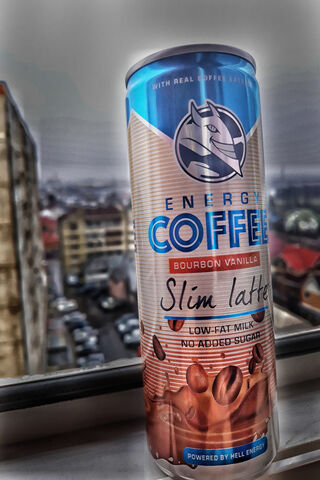 WITH REAL COFFEE EXTRACT
ENERGY
COFFEE
BOURBON VANILLA
Slim latte
LOW-FAT MILK
NO ADDED SUGAR
POWERED BY HELL ENERGY